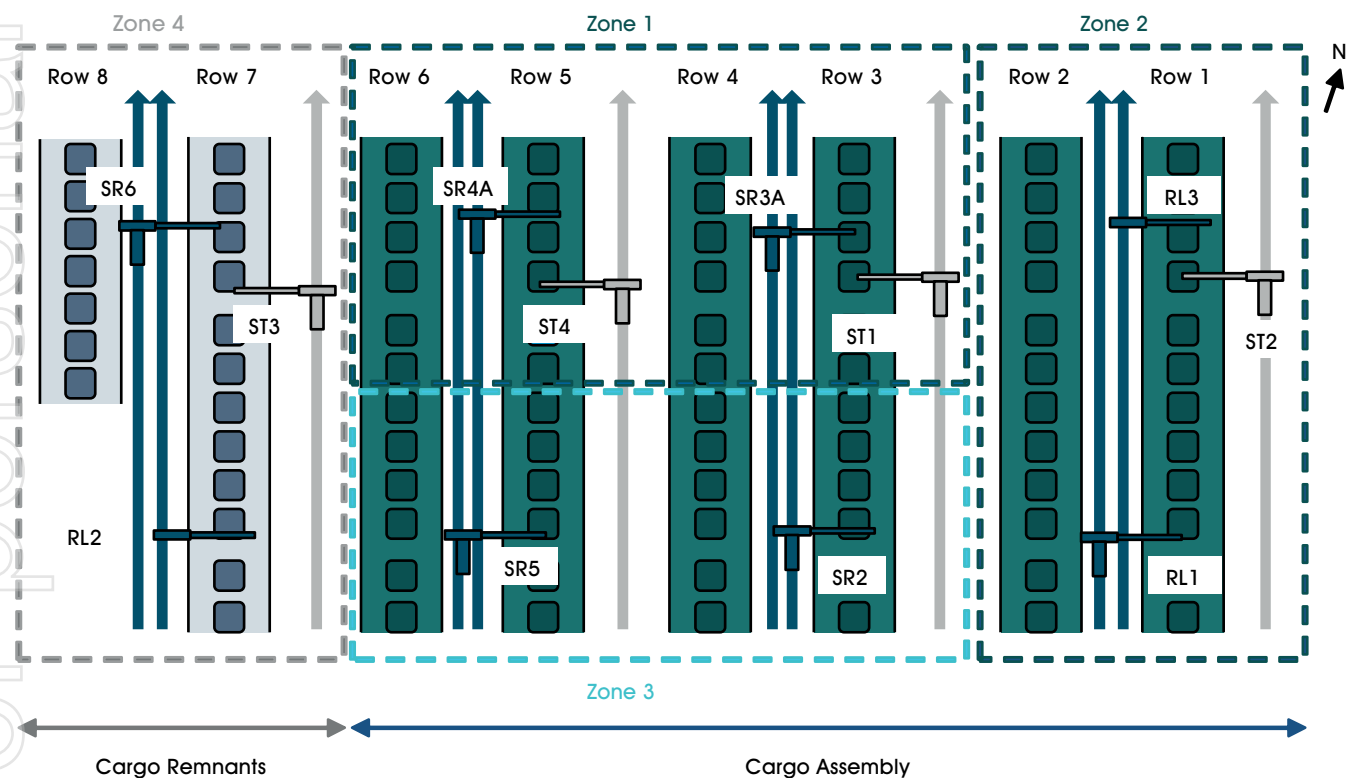 Zone 4
Zone 1
Zone 2
N
Row 8
Row 7
Row 6
Row 5
Row 4
Row 3
Row 2
Row 1
SR6
SR4A
SR3A
RL3
ST3
ST4
ST1
ST2
RL2
SR5
SR2
RL1
Zone 3
Cargo Remnants
Cargo Assembly